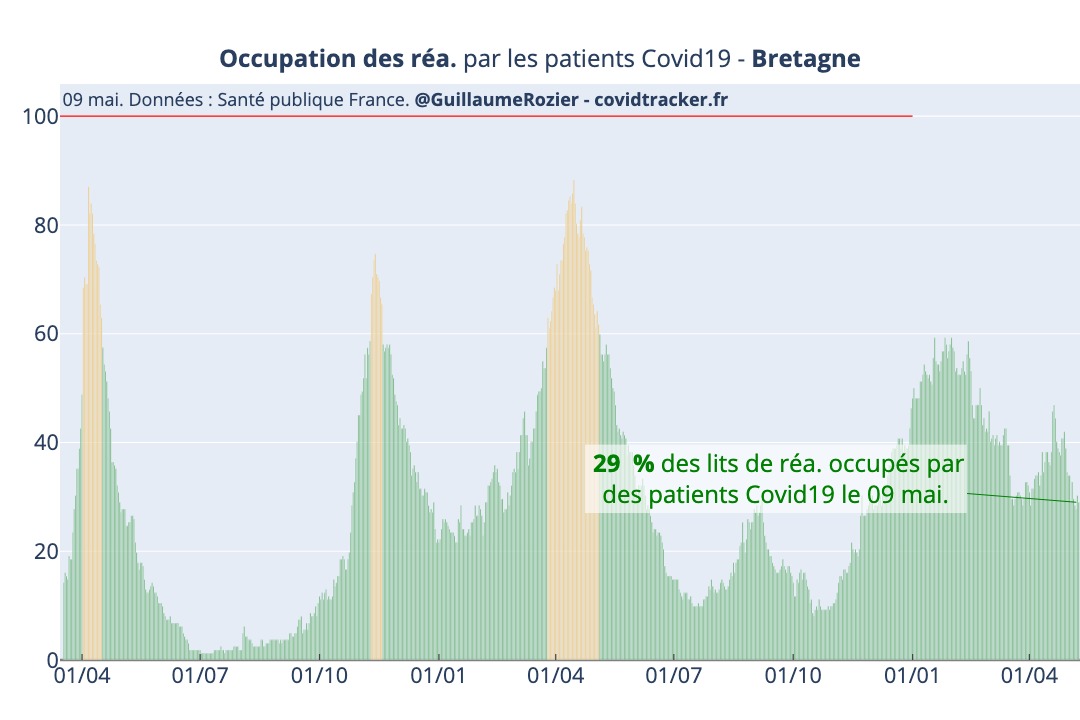 Occupation des réa. par les patients Covid19 - Bretagne
09 mai. Données : Santé publique France. @GuillaumeRozier - covidtracker.fr
100
80
60
40
29 % des lits de réa. occupés par
des patients Covid19 le 09 mai.
20
0
01/04 01/07 01/10 01/01 01/04 01/07 01/10 01/01 01/04